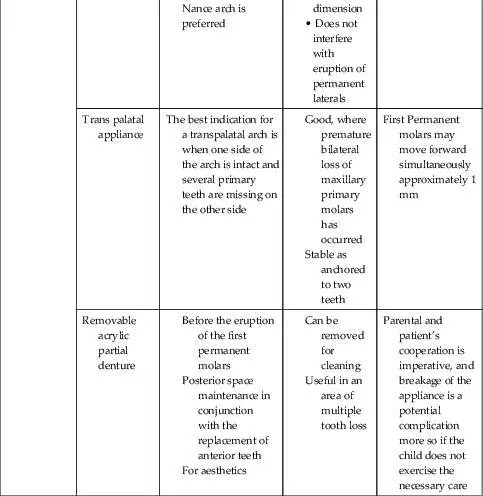 Nance arch is
preferred
dimension
• Does not
interfere
with
eruption of
permanent
laterals
Trans palatal
appliance
The best indication for
a transpalatal arch is
when one side of
the arch is intact and
several primary
teeth are missing on
the other side
Good, where
premature
bilateral
loss of
maxillary
primary
molars
has
occurred
Stable as
anchored
to two
teeth
First Permanent
molars may
move forward
simultaneously
approximately 1
mm
Removable
acrylic
partial
denture
Before the eruption
of the first
permanent
molars
Posterior space
maintenance in
conjunction
with the
replacement of
anterior teeth
For aesthetics
Can be
removed
for
cleaning
Useful in an
area of
multiple
tooth loss
Parental and
patient's
cooperation is
imperative, and
breakage of the
appliance is a
potential
complication
more so if the
child does not
exercise the
necessary care